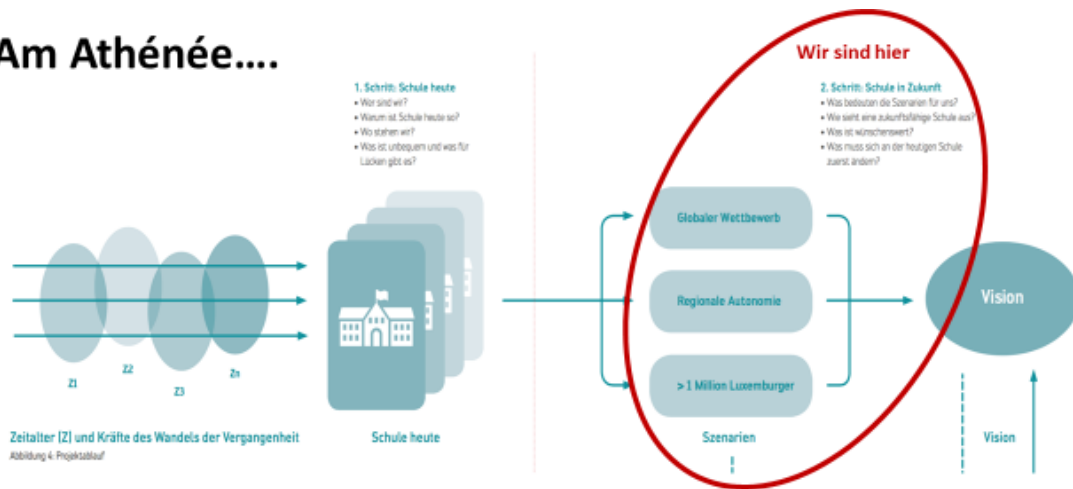 Am Athénée....
Wir sind hier
1. Schritt: Schule heute
• Wer sind wir?
• Warum ist Schule heute so?
• Wo stehen wir?
• Was ist unbequem und was für
Lücken gibt es?
2. Schritt: Schule in Zukunft
• Was bedeuten die Szenarien für uns?
• Wie sieht eine zukunftsfähige Schule aus?
• Was ist wünschenswert?
• Was muss sich an der heutigen Schule
zuerst ändern?
Globaler Wettbewerb
Regionale Autonomie
> 1 Million Luxemburger
Vision
Z1
Z2
Z3
Zn
Zeitalter (Z) und Kräfte des Wandels der Vergangenheit
Schule heute
Szenarien
Vision
Abbildung 4: Projektablauf